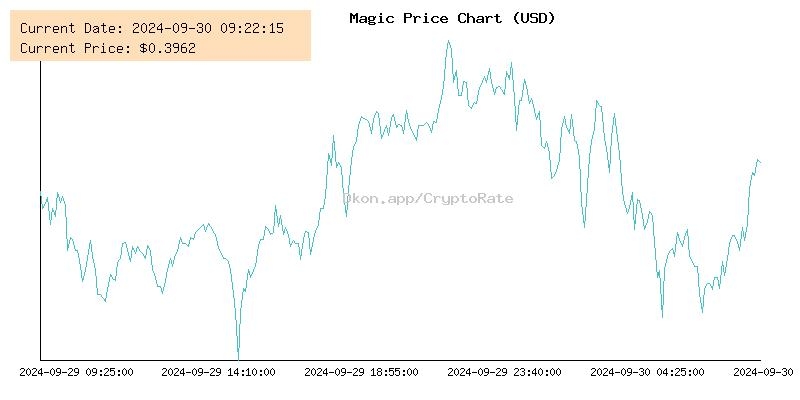 Magic Price Chart (USD)
Current Date: 2024-09-30 09:22:15
Current Price: $0.3962
Dkon.app/CryptoRate
2024-09-29 09:25:00
2024-09-29 14:10:00
2024-09-29 18:55:00
2024-09-29 23:40:00
2024-09-30 04:25:00
2024-09-30